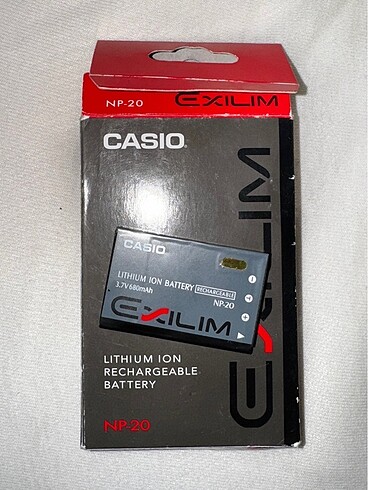 NP-20 EXILIM
CASIO
EXILIM
CASIO
LITHIUM ION BATTERY RECHARGEABLE
3.7V 680mAh
NP-20
EXILIM
LITHIUM ION
RECHARGEABLE
BATTERY
NP-20